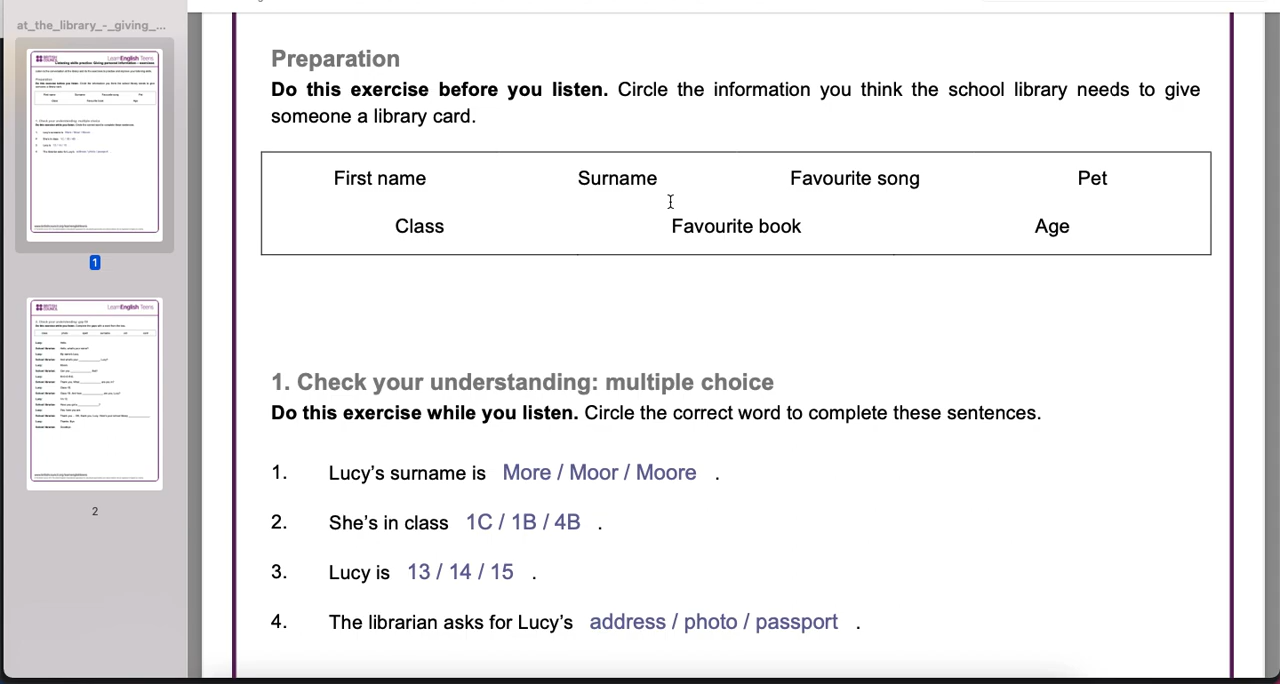 at_the_library_-_giving_...
Preparation
Do this exercise before you listen. Circle the information you think the school library needs to give
someone a library card.
First name Surname Favourite song Pet
Class Favourite book Age
1. Check your understanding: multiple choice
Do this exercise while you listen. Circle the correct word to complete these sentences.
1. Lucy’s surname is More / Moor / Moore .
2. She’s in class 1C / 1B / 4B .
3. Lucy is 13 / 14 / 15 .
4. The librarian asks for Lucy’s address / photo / passport .
1
2